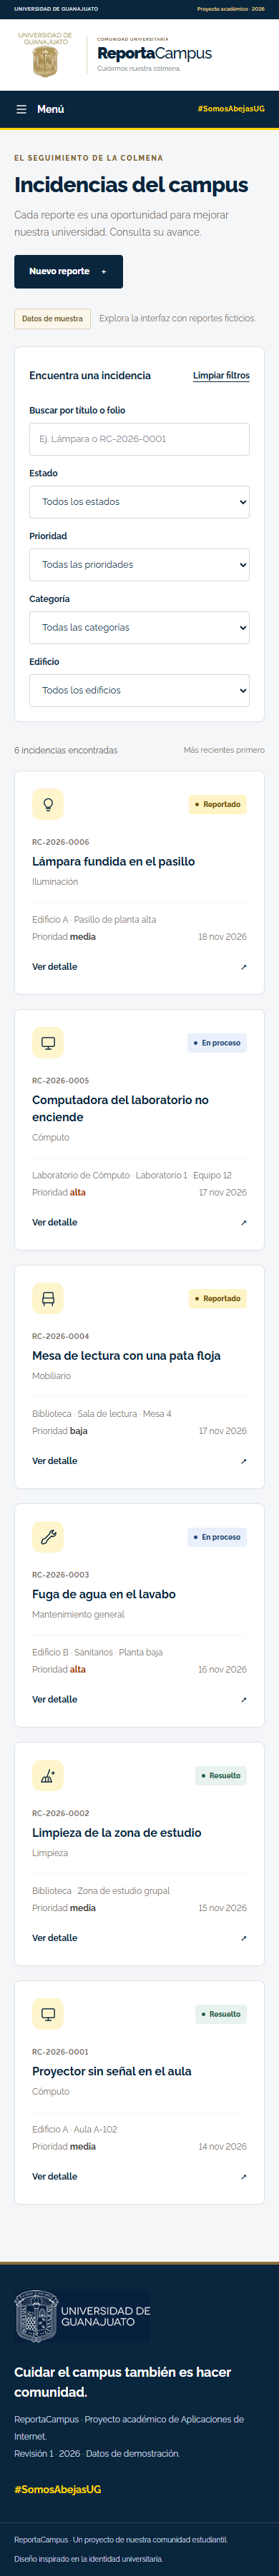 UNIVERSIDAD DE GUANAJUATO
Proyecto académico · 2026
UNIVERSIDAD DE
GUANAJUATO
COMUNIDAD UNIVERSITARIA
ReportaCampus
Cuidemos nuestra colmena.
Menú
#SomosAbejasUG
EL SEGUIMIENTO DE LA COLMENA
Incidencias del campus
Cada reporte es una oportunidad para mejorar
nuestra universidad. Consulta su avance.
Nuevo reporte +
Datos de muestra
Explora la interfaz con reportes ficticios.
Encuentra una incidencia
Limpiar filtros
Buscar por título o folio
Ej. Lámpara o RC-2026-0001
Estado
Todos los estados
Prioridad
Todas las prioridades
Categoría
Todas las categorías
Edificio
Todos los edificios
6 incidencias encontradas
Más recientes primero
Reportado
RC-2026-0006
Lámpara fundida en el pasillo
Iluminación
Edificio A · Pasillo de planta alta
Prioridad media
18 nov 2026
Ver detalle ↗
En proceso
RC-2026-0005
Computadora del laboratorio no
enciende
Cómputo
Laboratorio de Cómputo · Laboratorio 1 · Equipo 12
Prioridad alta
17 nov 2026
Ver detalle ↗
Reportado
RC-2026-0004
Mesa de lectura con una pata floja
Mobiliario
Biblioteca · Sala de lectura · Mesa 4
Prioridad baja
17 nov 2026
Ver detalle ↗
En proceso
RC-2026-0003
Fuga de agua en el lavabo
Mantenimiento general
Edificio B · Sanitarios · Planta baja
Prioridad alta
16 nov 2026
Ver detalle ↗
Resuelto
RC-2026-0002
Limpieza de la zona de estudio
Limpieza
Biblioteca · Zona de estudio grupal
Prioridad media
15 nov 2026
Ver detalle ↗
Resuelto
RC-2026-0001
Proyector sin señal en el aula
Cómputo
Edificio A · Aula A-102
Prioridad media
14 nov 2026
Ver detalle ↗
UNIVERSIDAD DE
GUANAJUATO
Cuidar el campus también es hacer
comunidad.
ReportaCampus · Proyecto académico de Aplicaciones de
Internet.
Revisión 1 · 2026 · Datos de demostración.
#SomosAbejasUG
ReportaCampus · Un proyecto de nuestra comunidad estudiantil.
Diseño inspirado en la identidad universitaria.